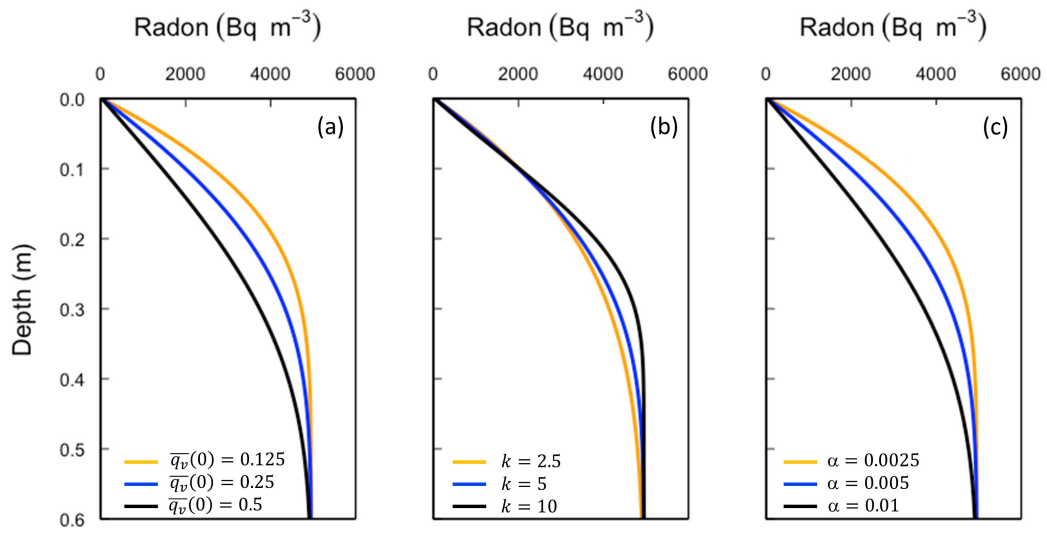 Radon (Bq m⁻³) Radon (Bq m⁻³) Radon (Bq m⁻³)
0 2000 4000 6000 0 2000 4000 6000 0 2000 4000 6000
0.0
(a) (b) (c)
0.1
0.2
Depth (m)
0.3
0.4
0.5
0.6
q̅ᵥ(0) = 0.125
q̅ᵥ(0) = 0.25
q̅ᵥ(0) = 0.5
k = 2.5
k = 5
k = 10
α = 0.0025
α = 0.005
α = 0.01